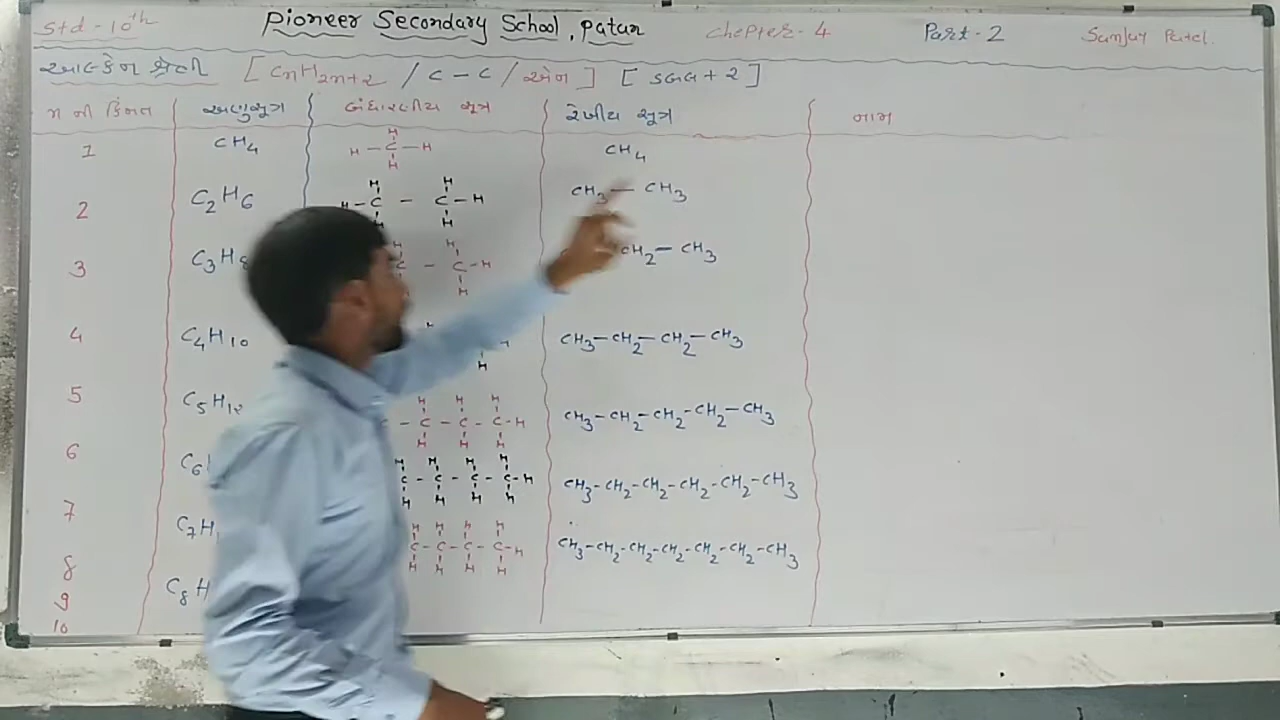 Std - 10th Pioneer Secondary School, Patan Chepter - 4 Part - 2 Sanjay Patel.
આલ્કેન શ્રેણી [ CnH2n+2 / C - C / એન ] [ ડબલ + 2 ]
n ની કિંમત અણુસૂત્ર બંધારણીય સૂત્ર રેખીય સૂત્ર નામ
1 CH4 CH4
H
H - C - H
H
2 C2H6 CH3 - CH3
H H
H - C - C - H
H H
3 C3H8 CH2 - CH3
H H
C - C - H
H
4 C4H10 CH3 - CH2 - CH2 - CH3
H
H
5 C5H12 CH3 - CH2 - CH2 - CH2 - CH3
H H H
- C - C - C - H
H H H
6 C6 CH3 - CH2 - CH2 - CH2 - CH2 - CH3
H H H H
C - C - C - C - H
H H H H
7 C7H CH3 - CH2 - CH2 - CH2 - CH2 - CH2 - CH3
H H H H
C - C - C - C - H
H H H H
8 C8H
9
10